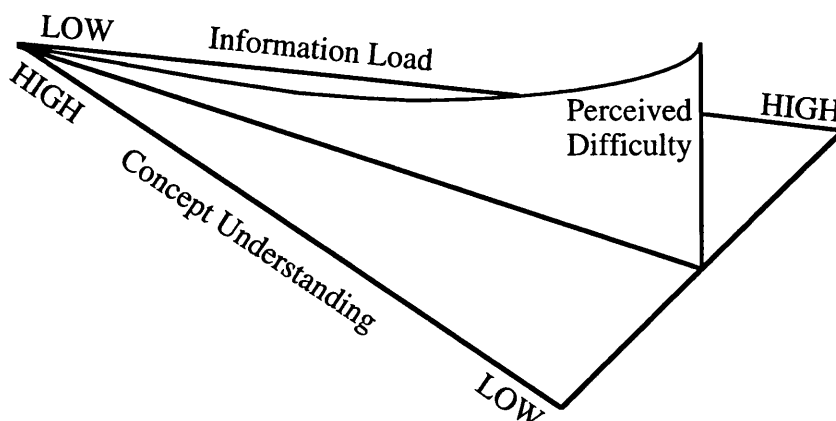 LOW
Information Load
HIGH
Perceived
Difficulty
HIGH
Concept Understanding
LOW